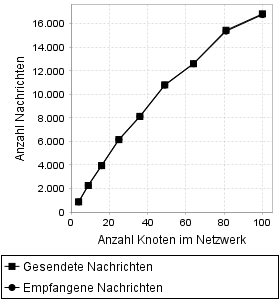 Anzahl Nachrichten
16.000
14.000
12.000
10.000
8.000
6.000
4.000
2.000
0
0 20 40 60 80 100
Anzahl Knoten im Netzwerk
Gesendete Nachrichten
Empfangene Nachrichten